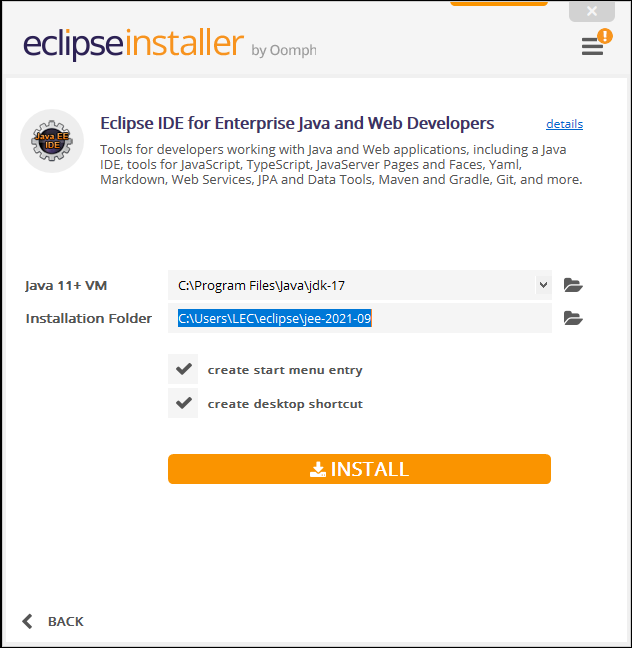 eclipseinstaller by Oomph
!
Java EE
IDE
Eclipse IDE for Enterprise Java and Web Developers details
Tools for developers working with Java and Web applications, including a Java
IDE, tools for JavaScript, TypeScript, JavaServer Pages and Faces, Yaml,
Markdown, Web Services, JPA and Data Tools, Maven and Gradle, Git, and more.
Java 11+ VM C:\Program Files\Java\jdk-17
Installation Folder C:\Users\LEC\eclipse\jee-2021-09
create start menu entry
create desktop shortcut
INSTALL
BACK